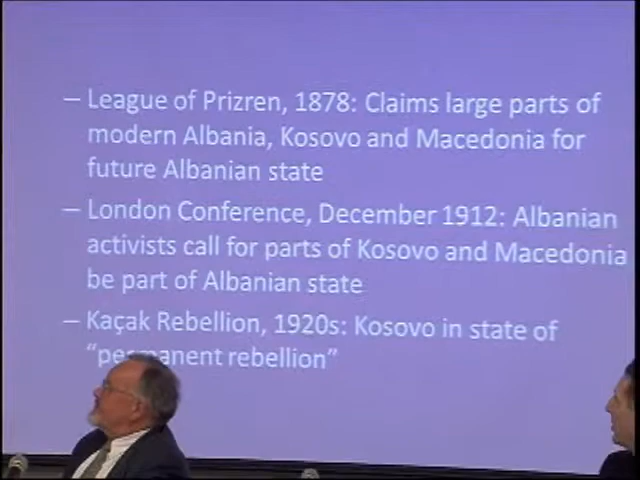 – League of Prizren, 1878: Claims large parts of
modern Albania, Kosovo and Macedonia for
future Albanian state
– London Conference, December 1912: Albanian
activists call for parts of Kosovo and Macedonia
be part of Albanian state
– Kaçak Rebellion, 1920s: Kosovo in state of
“permanent rebellion”